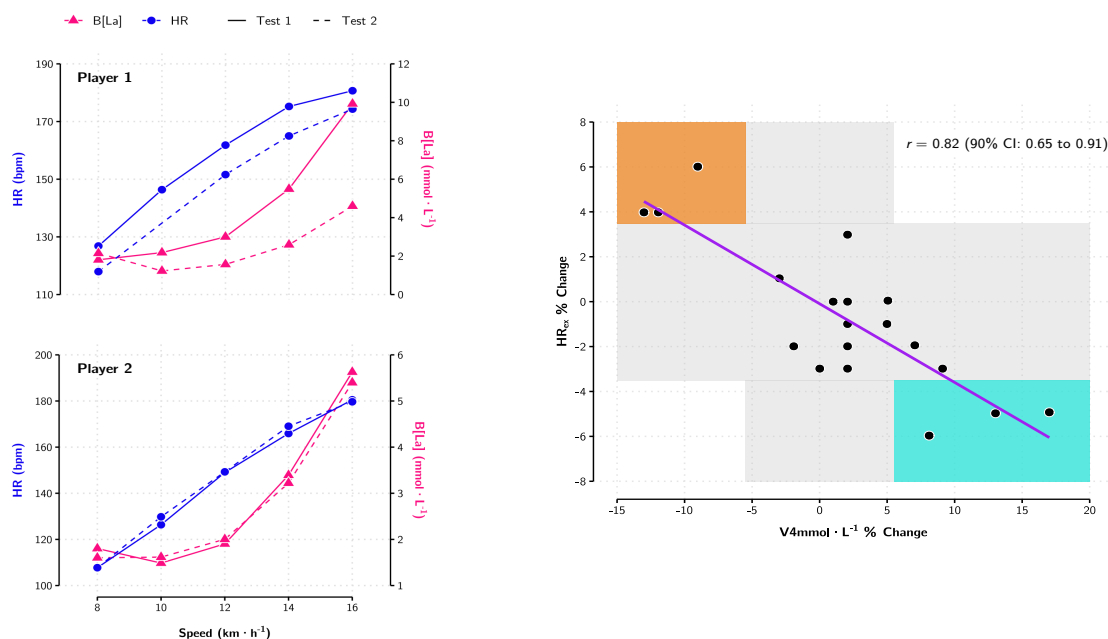 B[La] HR Test 1 Test 2
Player 1
190
170
150
130
110
HR (bpm)
12
10
8
6
4
2
0
B[La] (mmol · L⁻¹)
Player 2
200
180
160
140
120
100
HR (bpm)
6
5
4
3
2
1
B[La] (mmol · L⁻¹)
8 10 12 14 16
Speed (km · h⁻¹)
r = 0.82 (90% CI: 0.65 to 0.91)
8
6
4
2
0
-2
-4
-6
-8
HRₑₓ % Change
-15 -10 -5 0 5 10 15 20
V4mmol · L⁻¹ % Change